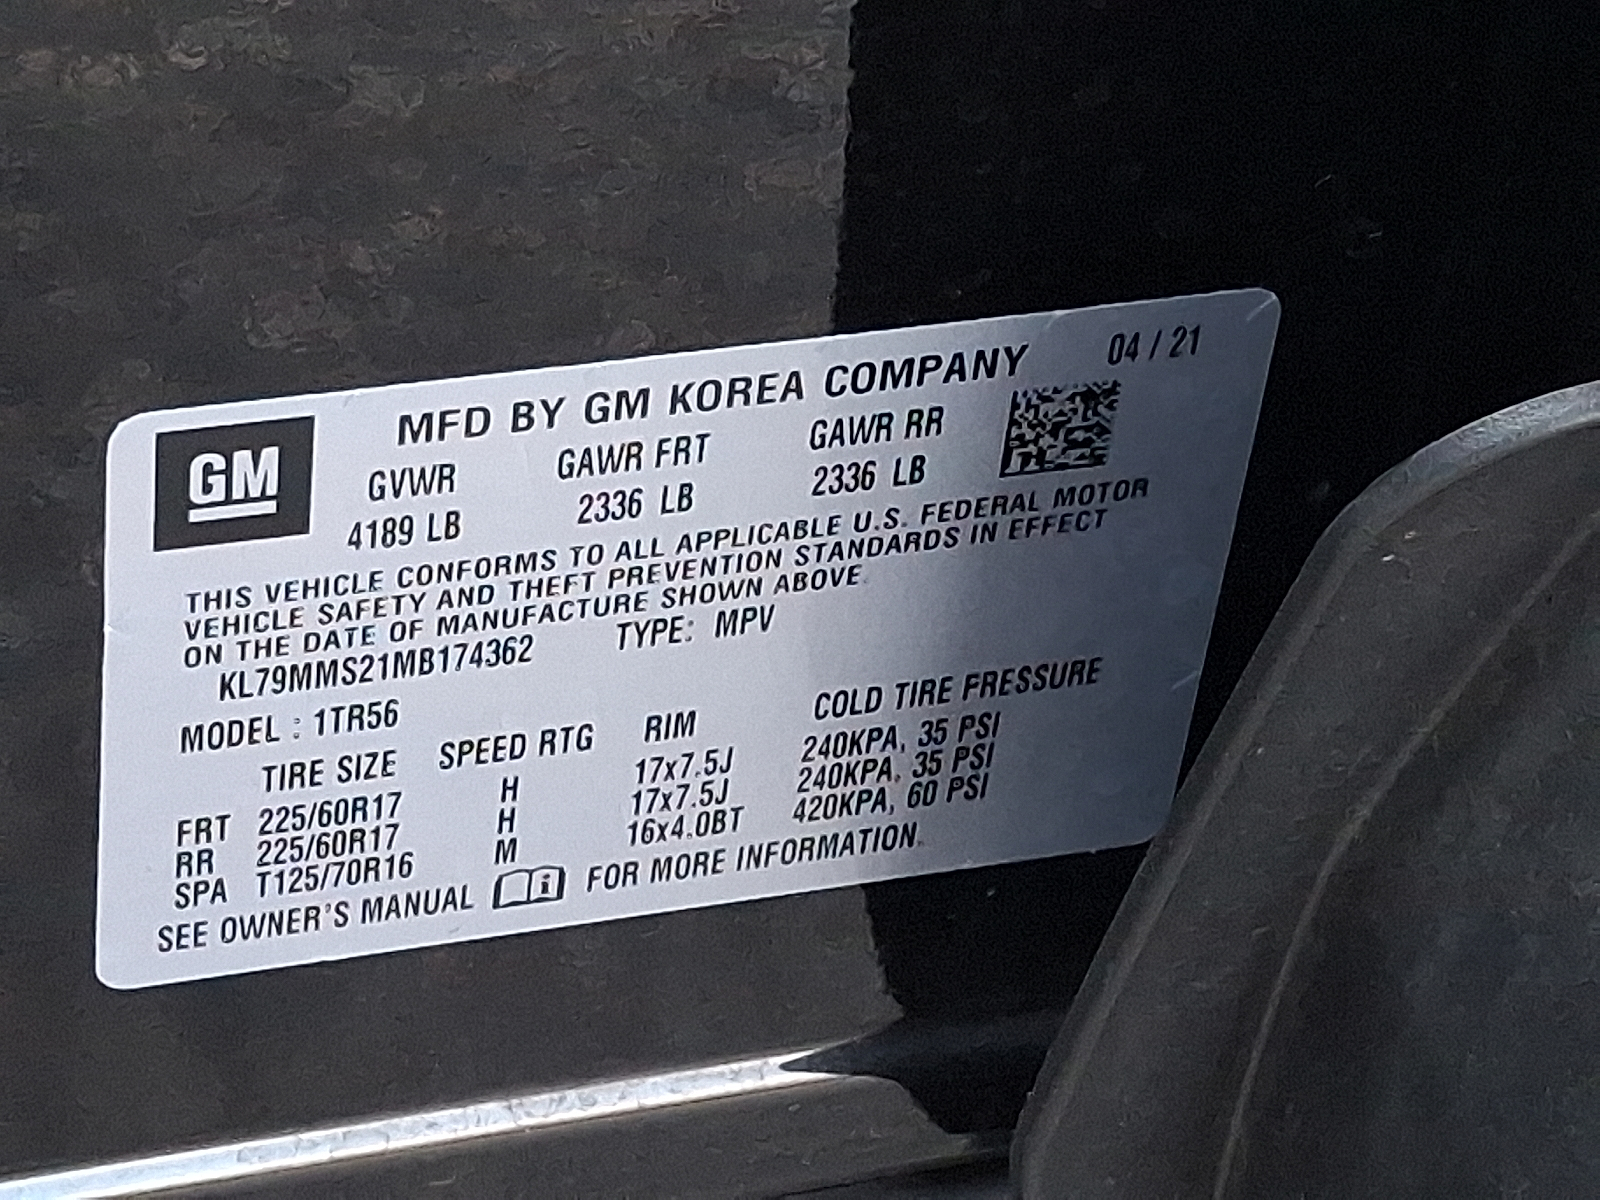 04 / 21
MFD BY GM KOREA COMPANY
GM
GVWR GAWR FRT GAWR RR
4189 LB 2336 LB 2336 LB
THIS VEHICLE CONFORMS TO ALL APPLICABLE U.S. FEDERAL MOTOR
VEHICLE SAFETY AND THEFT PREVENTION STANDARDS IN EFFECT
ON THE DATE OF MANUFACTURE SHOWN ABOVE.
KL79MMS21MB174362 TYPE: MPV
MODEL : 1TR56
TIRE SIZE SPEED RTG RIM COLD TIRE PRESSURE
FRT 225/60R17 H 17x7.5J 240KPA, 35 PSI
RR 225/60R17 H 17x7.5J 240KPA, 35 PSI
SPA T125/70R16 M 16x4.0BT 420KPA, 60 PSI
SEE OWNER'S MANUAL i FOR MORE INFORMATION.